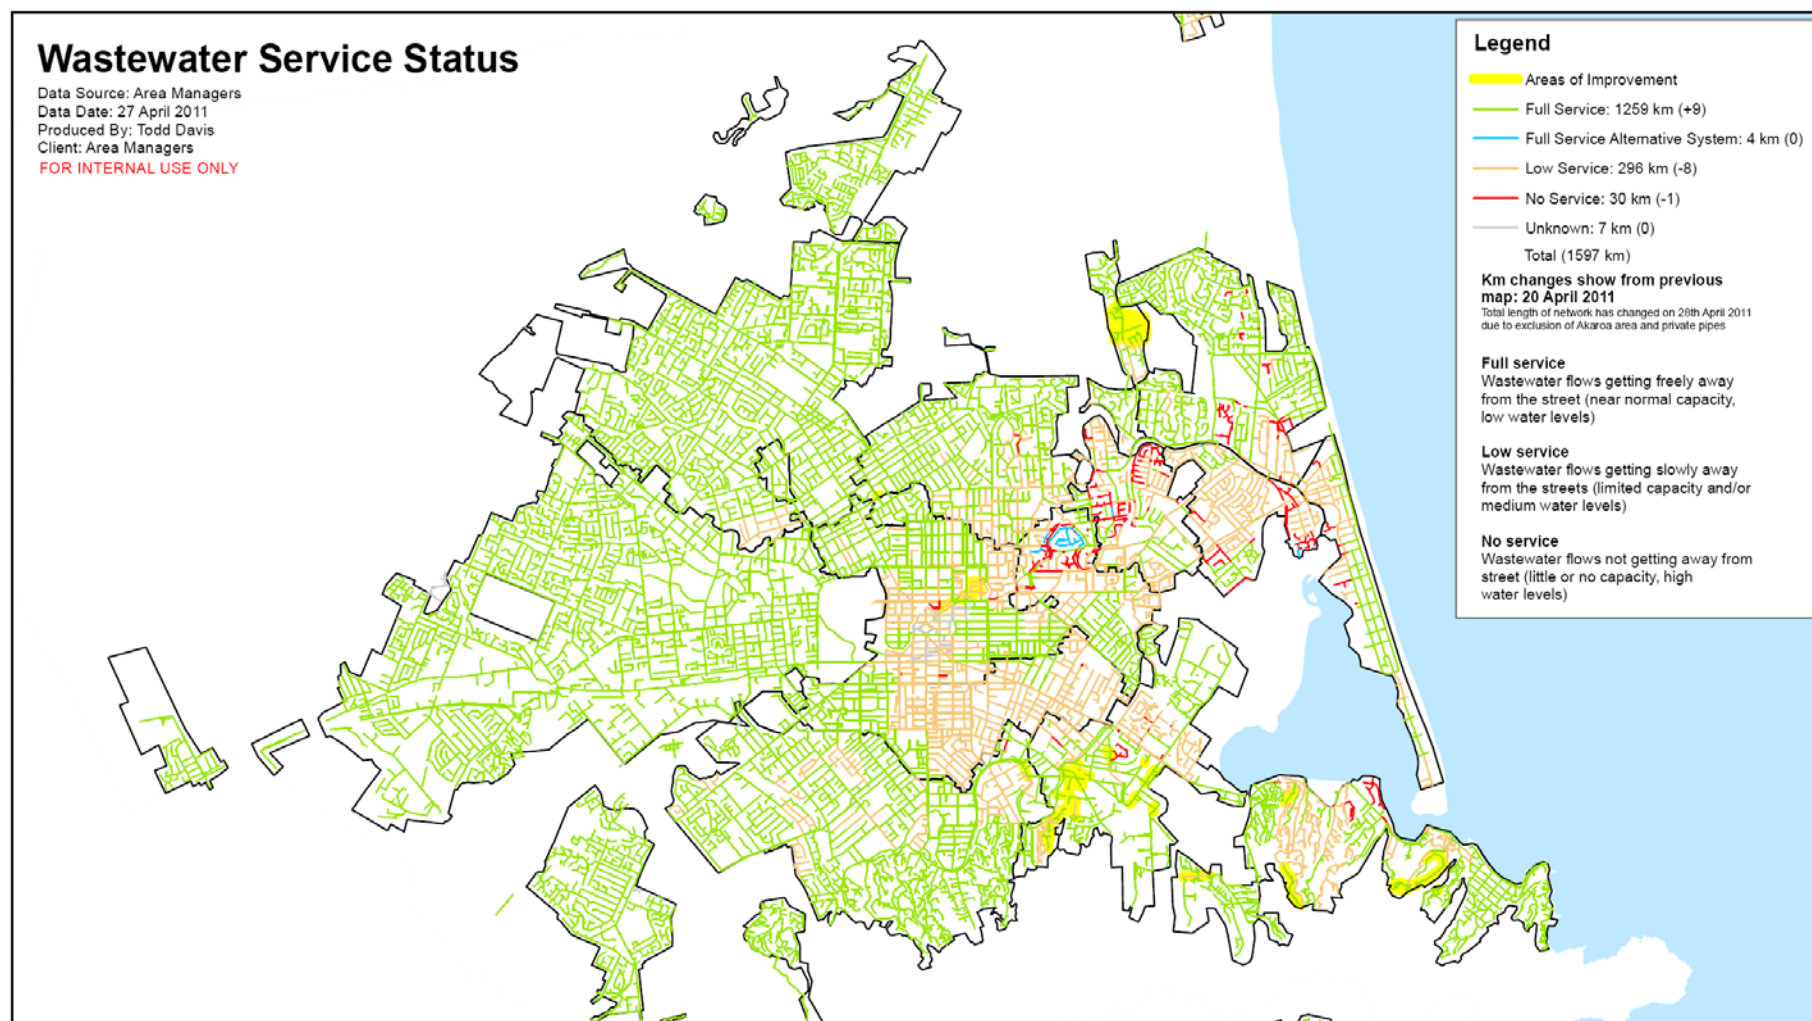 Wastewater Service Status
Data Source: Area Managers
Data Date: 27 April 2011
Produced By: Todd Davis
Client: Area Managers
FOR INTERNAL USE ONLY
Legend
Areas of Improvement
Full Service: 1259 km (+9)
Full Service Alternative System: 4 km (0)
Low Service: 296 km (-8)
No Service: 30 km (-1)
Unknown: 7 km (0)
Total (1597 km)
Km changes show from previous
map: 20 April 2011
Total length of network has changed on 28th April 2011
due to exclusion of Akaroa area and private pipes
Full service
Wastewater flows getting freely away
from the street (near normal capacity,
low water levels)
Low service
Wastewater flows getting slowly away
from the streets (limited capacity and/or
medium water levels)
No service
Wastewater flows not getting away from
street (little or no capacity, high
water levels)